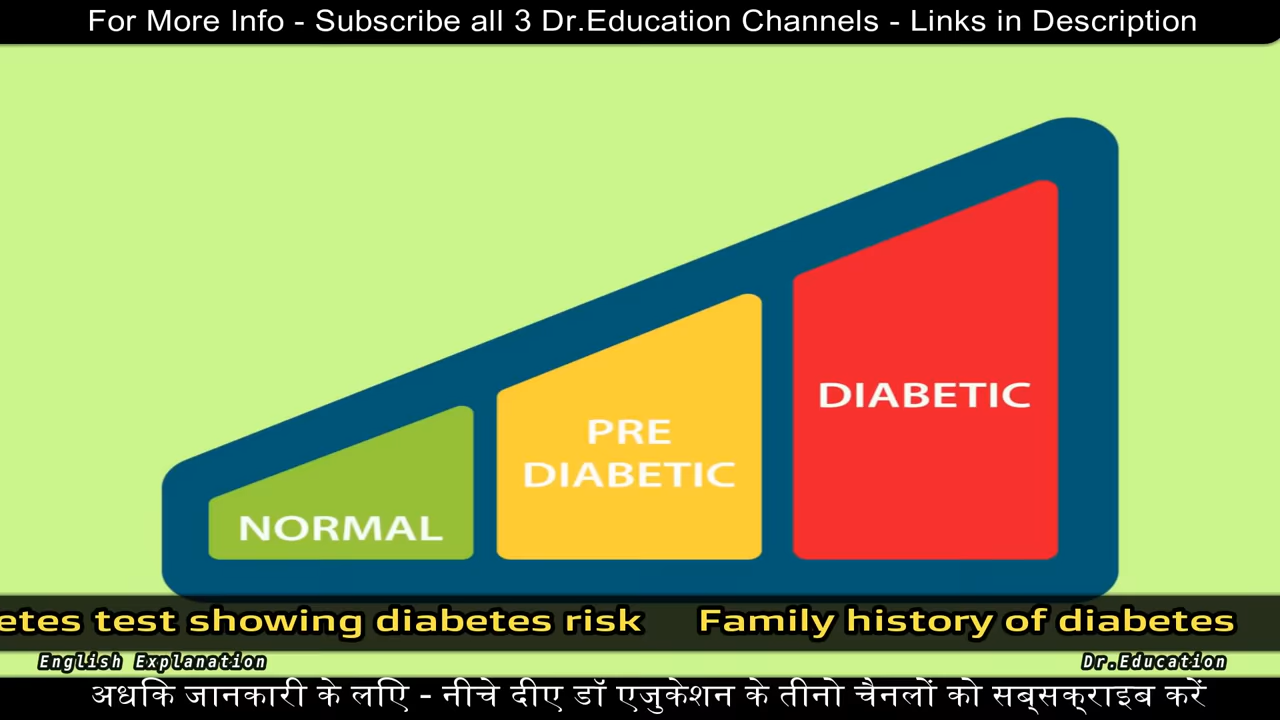 For More Info - Subscribe all 3 Dr.Education Channels - Links in Description
DIABETIC
PRE
DIABETIC
NORMAL
etes test showing diabetes risk Family history of diabetes
English Explanation Dr.Education
अधकि जानकारी के लएि - नीचे दीए डॉ एजुकेशन के तीनो चैनलों को सब्सक्राइब करें